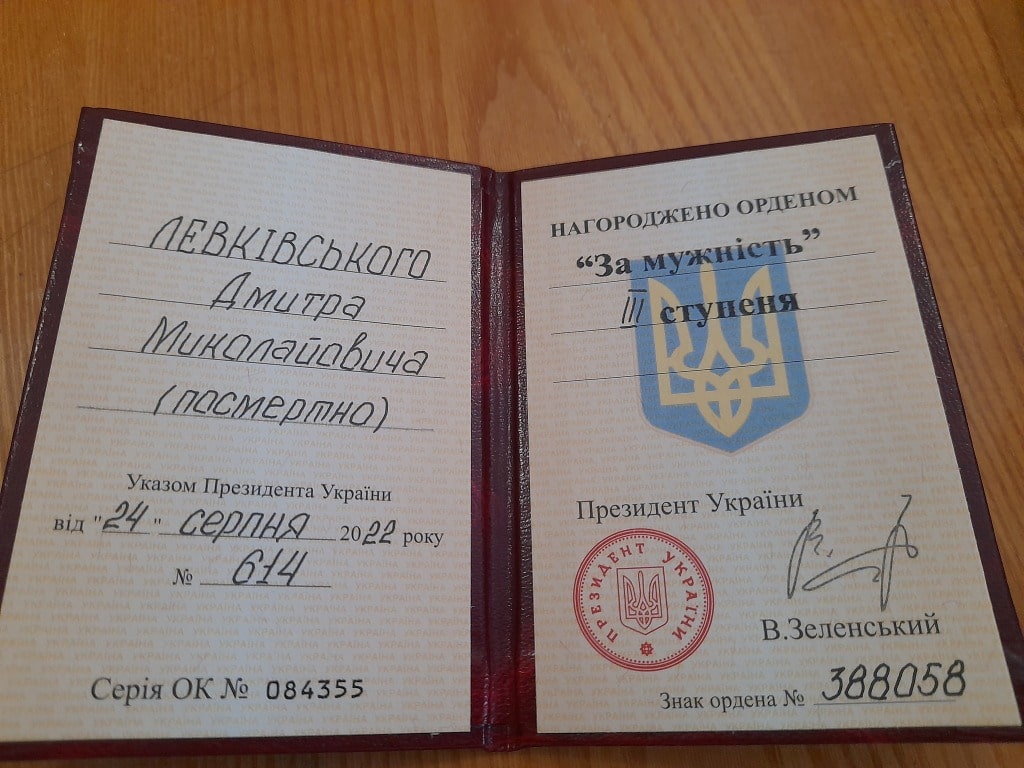 ЛЕВКІВСЬКОГО
Дмитра
Миколайовича
(посмертно)
Указом Президента України
від "24" серпня 2022 року
№ 614
Серія ОК № 084355
НАГОРОДЖЕНО ОРДЕНОМ
“За мужність”
ІІІ ступеня
Президент України
ПРЕЗИДЕНТ УКРАЇНИ
В.Зеленський
Знак ордена № 388058